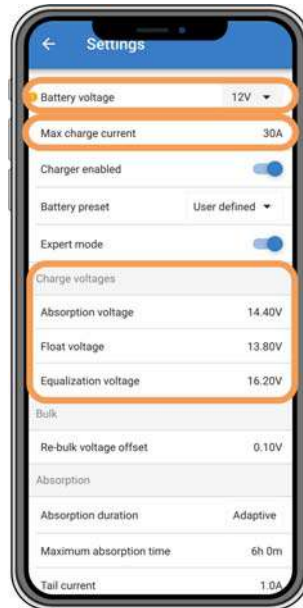 Settings
Battery voltage 12V
Max charge current 30A
Charger enabled
Battery preset User defined
Expert mode
Charge voltages
Absorption voltage 14.40V
Float voltage 13.80V
Equalization voltage 16.20V
Bulk
Re-bulk voltage offset 0.10V
Absorption
Absorption duration Adaptive
Maximum absorption time 6h 0m
Tail current 1.0A